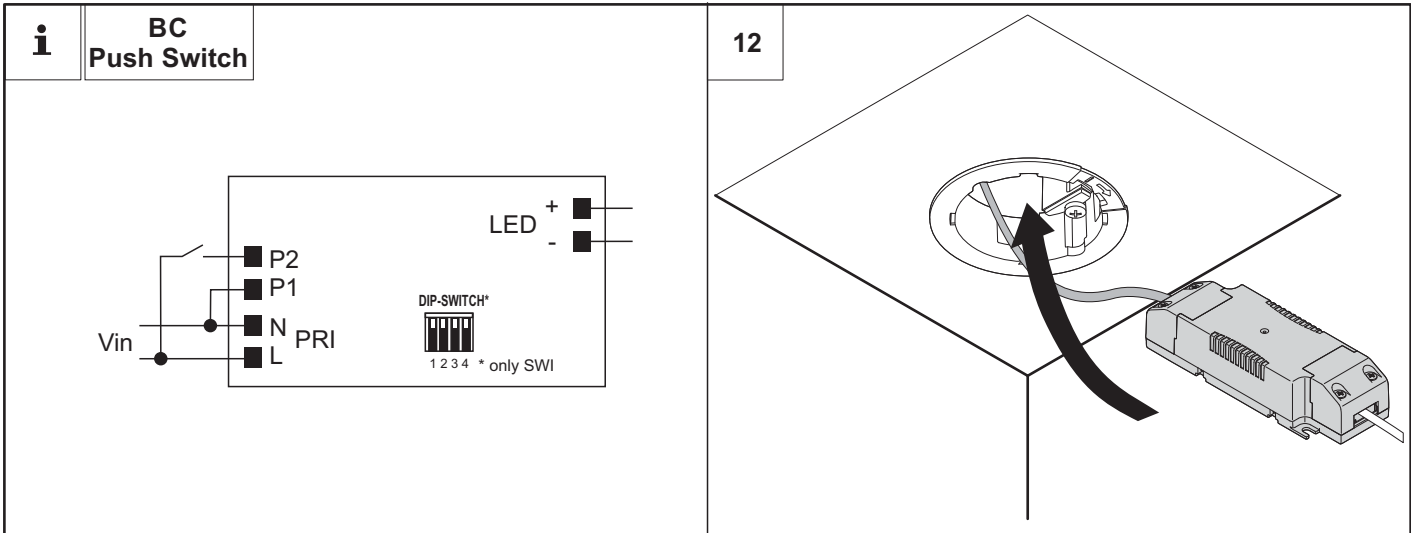 i
BC
Push Switch
P2
P1
N
PRI
L
Vin
LED
+
-
DIP-SWITCH*
1 2 3 4
* only SWI
12